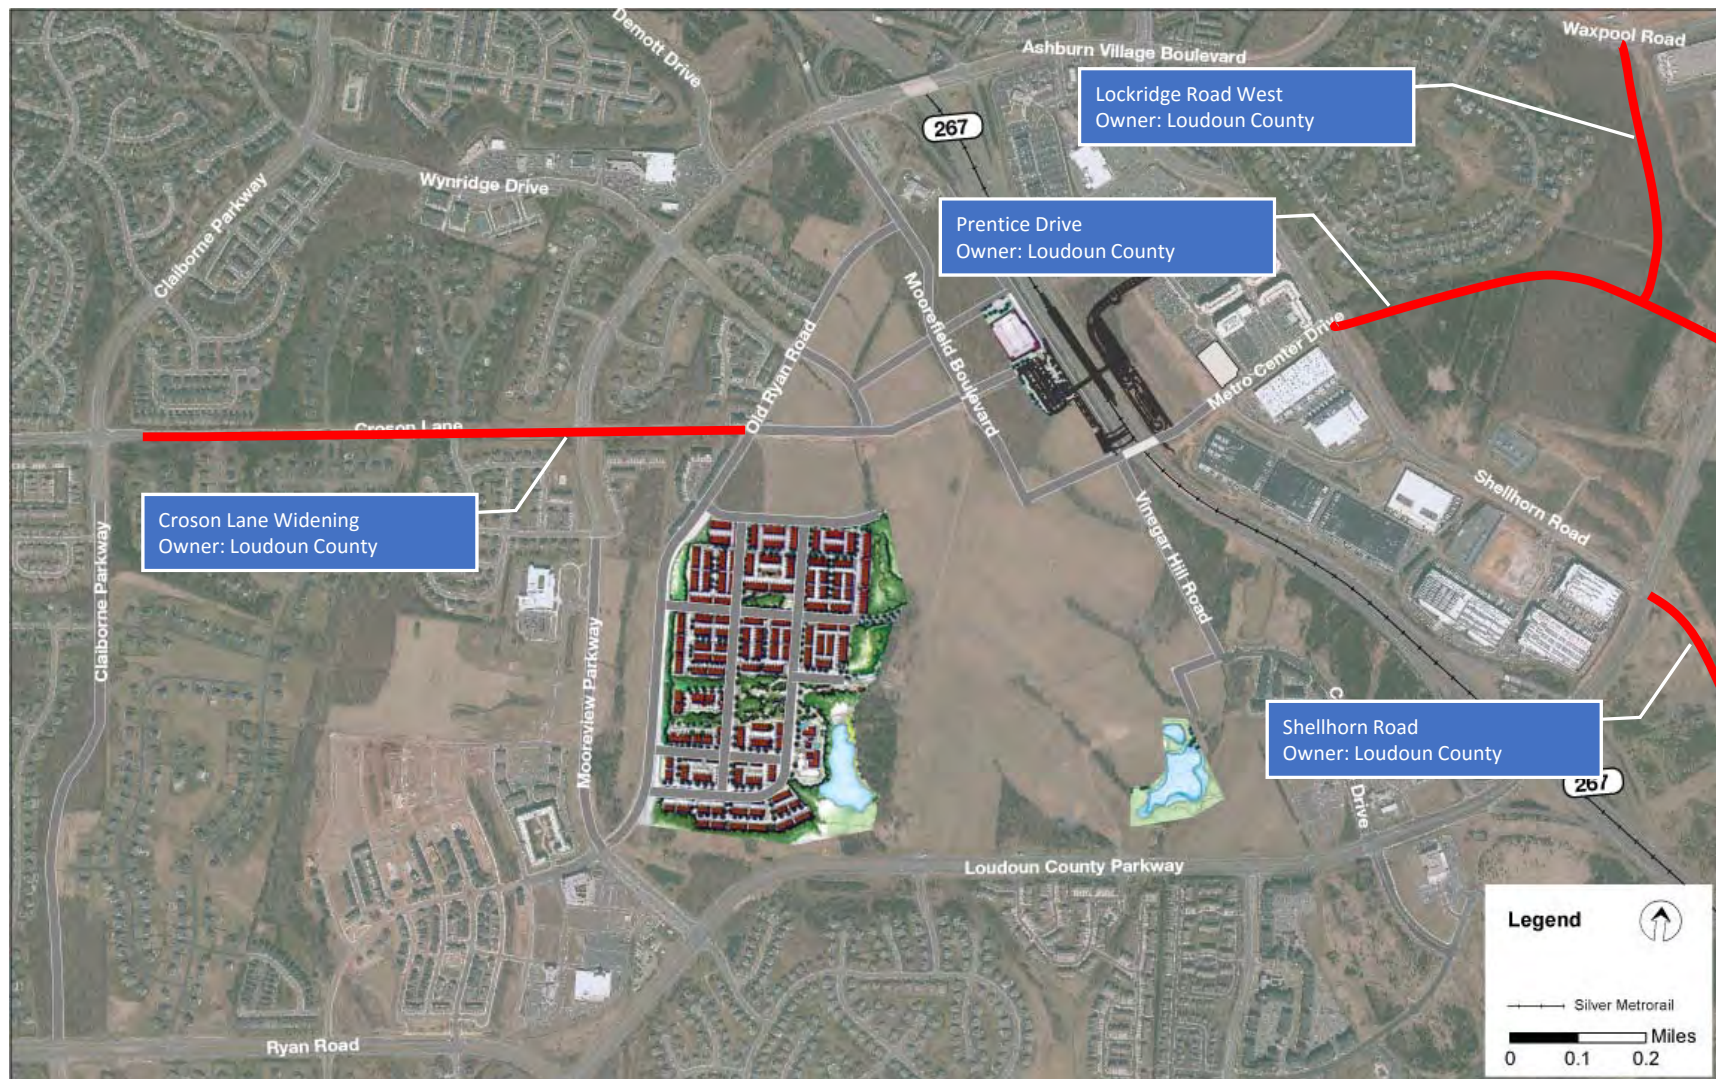 Waxpool Road
Demott Drive
Ashburn Village Boulevard
Lockridge Road West
Owner: Loudoun County
267
Wynridge Drive
Claiborne Parkway
Prentice Drive
Owner: Loudoun County
Moorefield Boulevard
Old Ryan Road
Metro Center Drive
Croson Lane
Croson Lane Widening
Owner: Loudoun County
Shellhorn Road
Vinegar Hill Road
Claiborne Parkway
Mooreview Parkway
Shellhorn Road
Owner: Loudoun County
267
Drive
Loudoun County Parkway
Ryan Road
Legend
Silver Metrorail
Miles
0 0.1 0.2